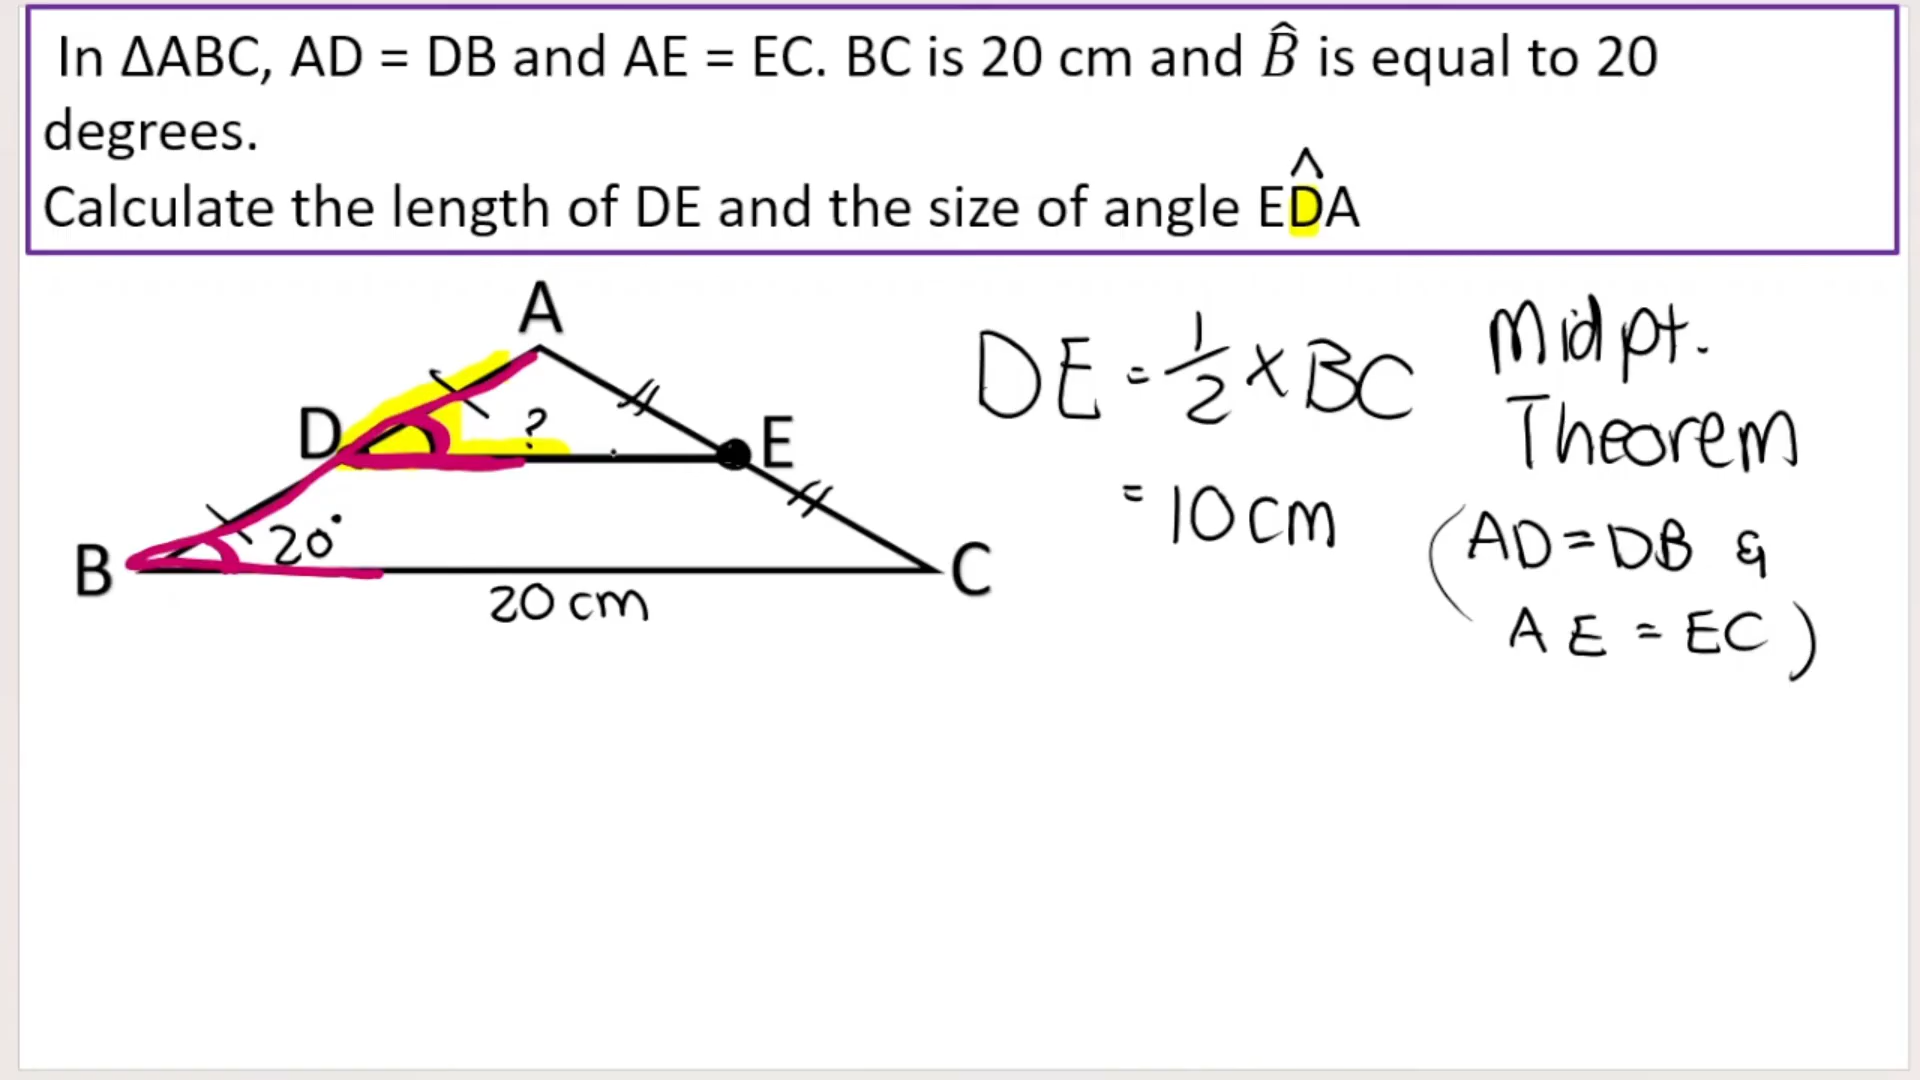 In ΔABC, AD = DB and AE = EC. BC is 20 cm and B̂ is equal to 20
degrees.
Calculate the length of DE and the size of angle ED̂A
A
D
?
E
B
20°
C
20 cm
DE = 1/2 × BC
= 10 cm
Midpt.
Theorem
(AD = DB &
AE = EC)